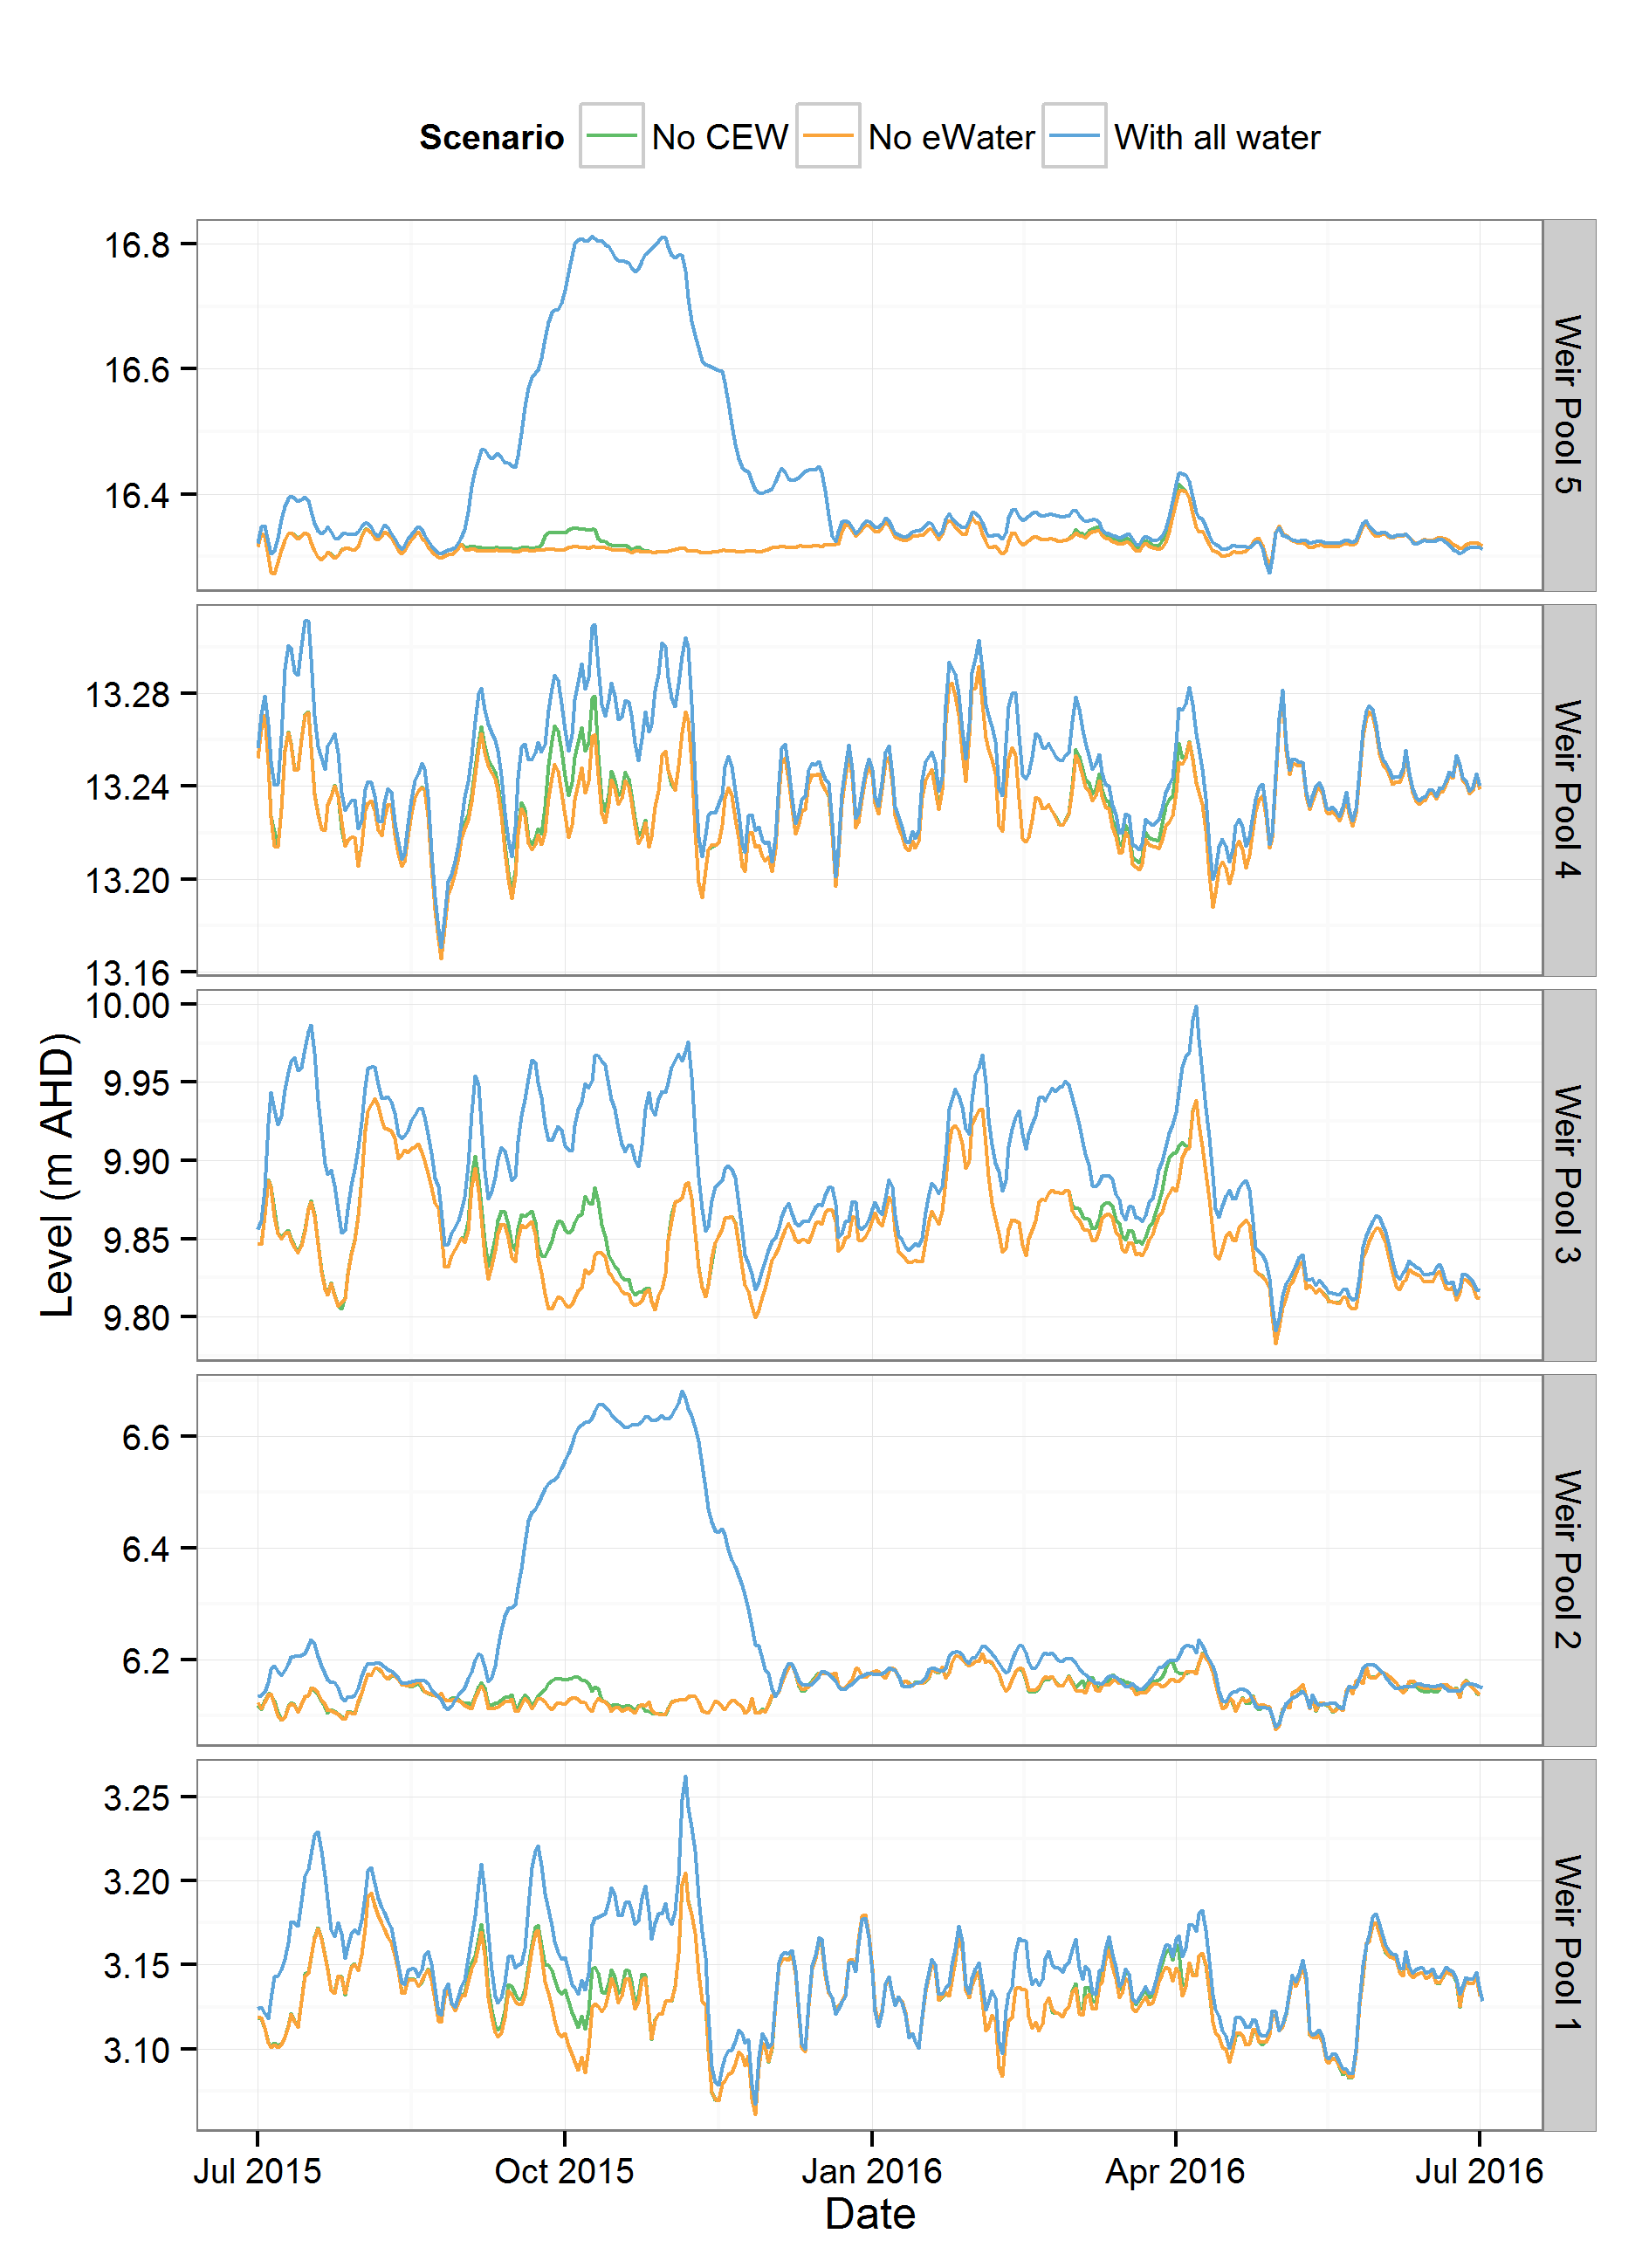 Scenario No CEW No eWater With all water
16.8
16.6
16.4
Weir Pool 5
13.28
13.24
13.20
13.16
Weir Pool 4
Level (m AHD)
10.00
9.95
9.90
9.85
9.80
Weir Pool 3
6.6
6.4
6.2
Weir Pool 2
3.25
3.20
3.15
3.10
Weir Pool 1
Jul 2015 Oct 2015 Jan 2016 Apr 2016 Jul 2016
Date